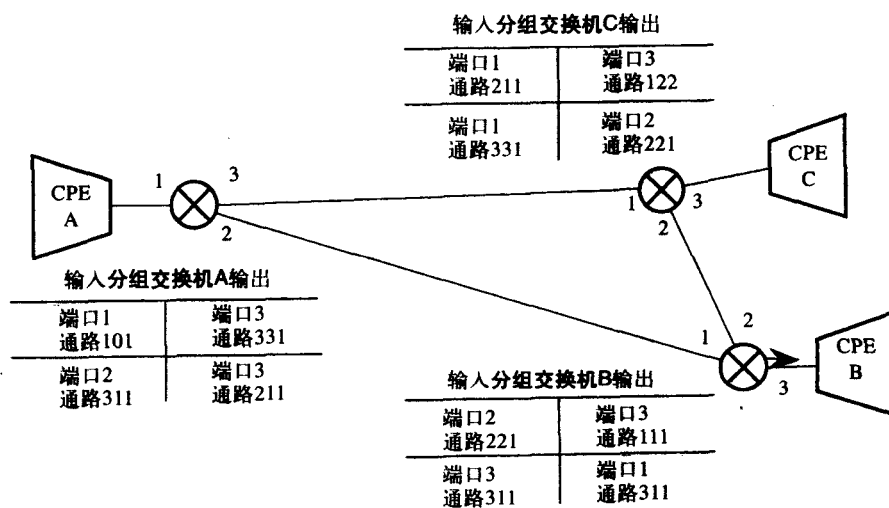 输入分组交换机C输出
端口1 端口3
通路211 通路122
端口1 端口2
通路331 通路221
CPE
A
1
3
2
1
2
3
CPE
C
输入分组交换机A输出
端口1 端口3
通路101 通路331
端口2 端口3
通路311 通路211
1
2
3
CPE
B
输入分组交换机B输出
端口2 端口3
通路221 通路111
端口3 端口1
通路311 通路311